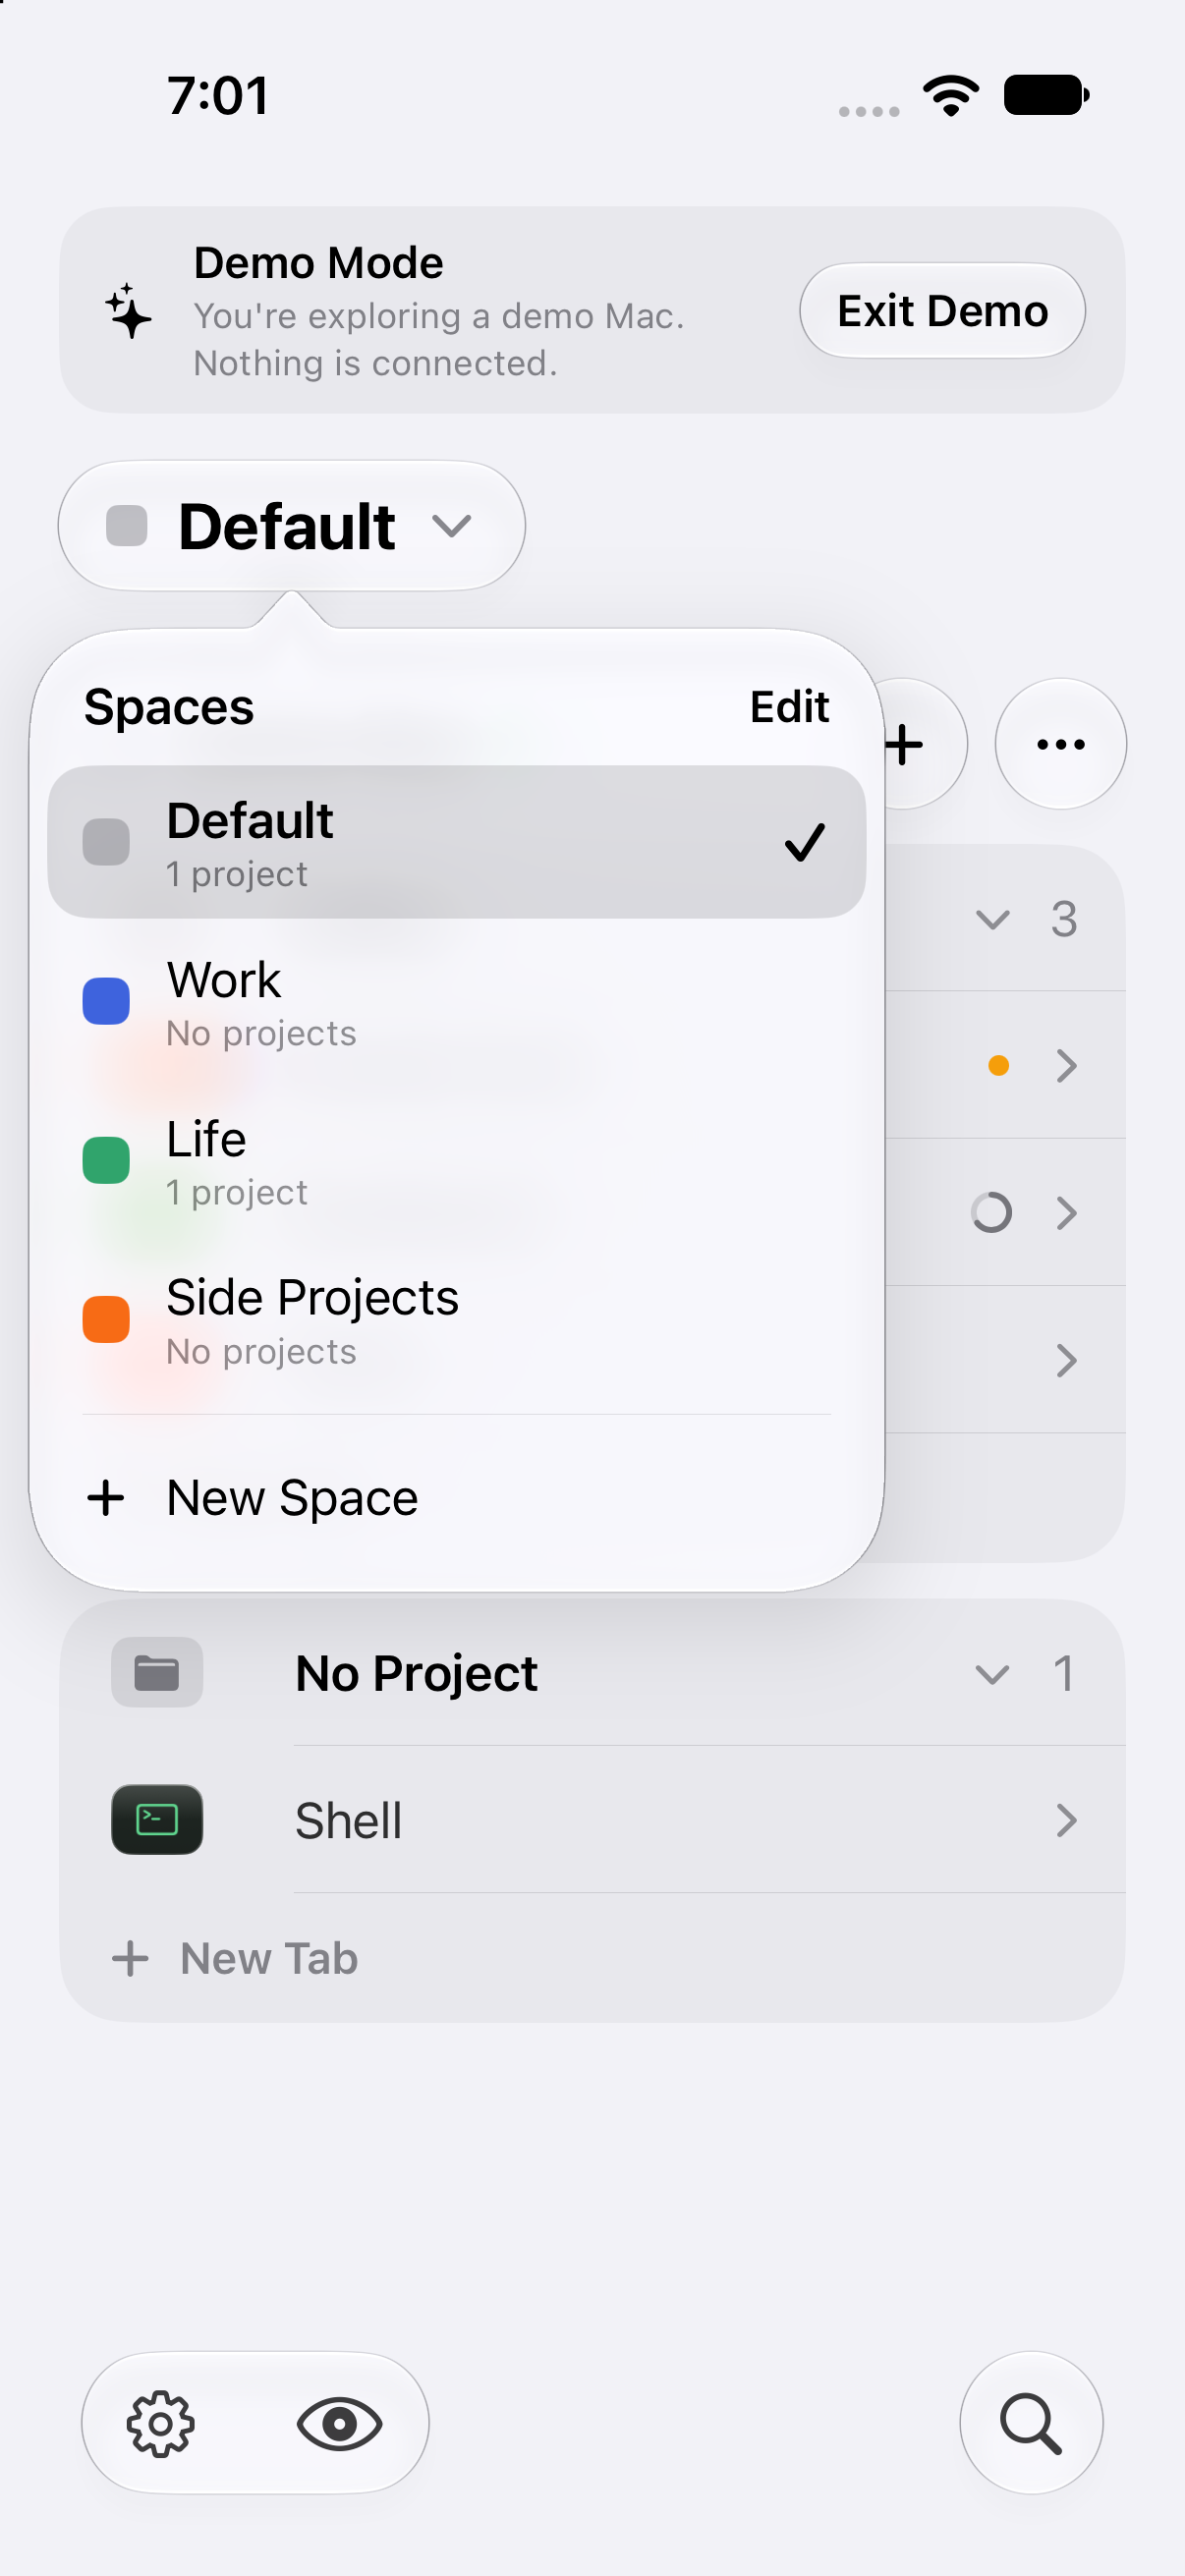 7:01
Demo Mode
You're exploring a demo Mac.
Nothing is connected.
Exit Demo
Default
Spaces
Edit
Default
1 project
Work
No projects
Life
1 project
Side Projects
No projects
New Space
3
No Project
1
Shell
New Tab